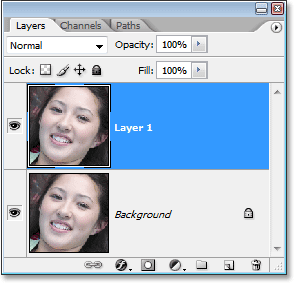 Layers Channels Paths
Normal Opacity: 100%
Lock: Fill: 100%
Layer 1
Background